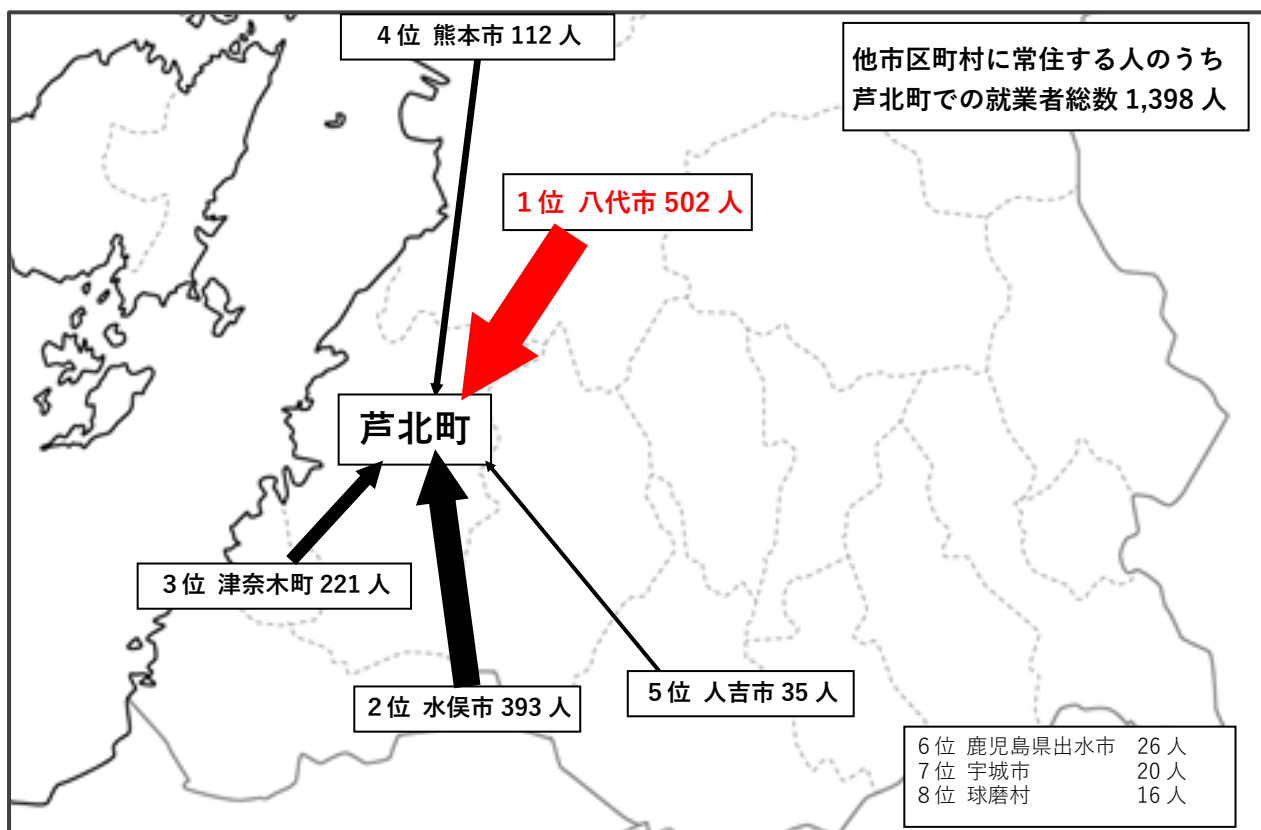 4位 熊本市 112 人
他市区町村に常住する人のうち
芦北町での就業者総数 1,398 人
1位 八代市 502 人
芦北町
3位 津奈木町 221 人
2位 水俣市 393 人
5位 人吉市 35 人
6位 鹿児島県出水市 26 人
7位 宇城市 20 人
8位 球磨村 16 人